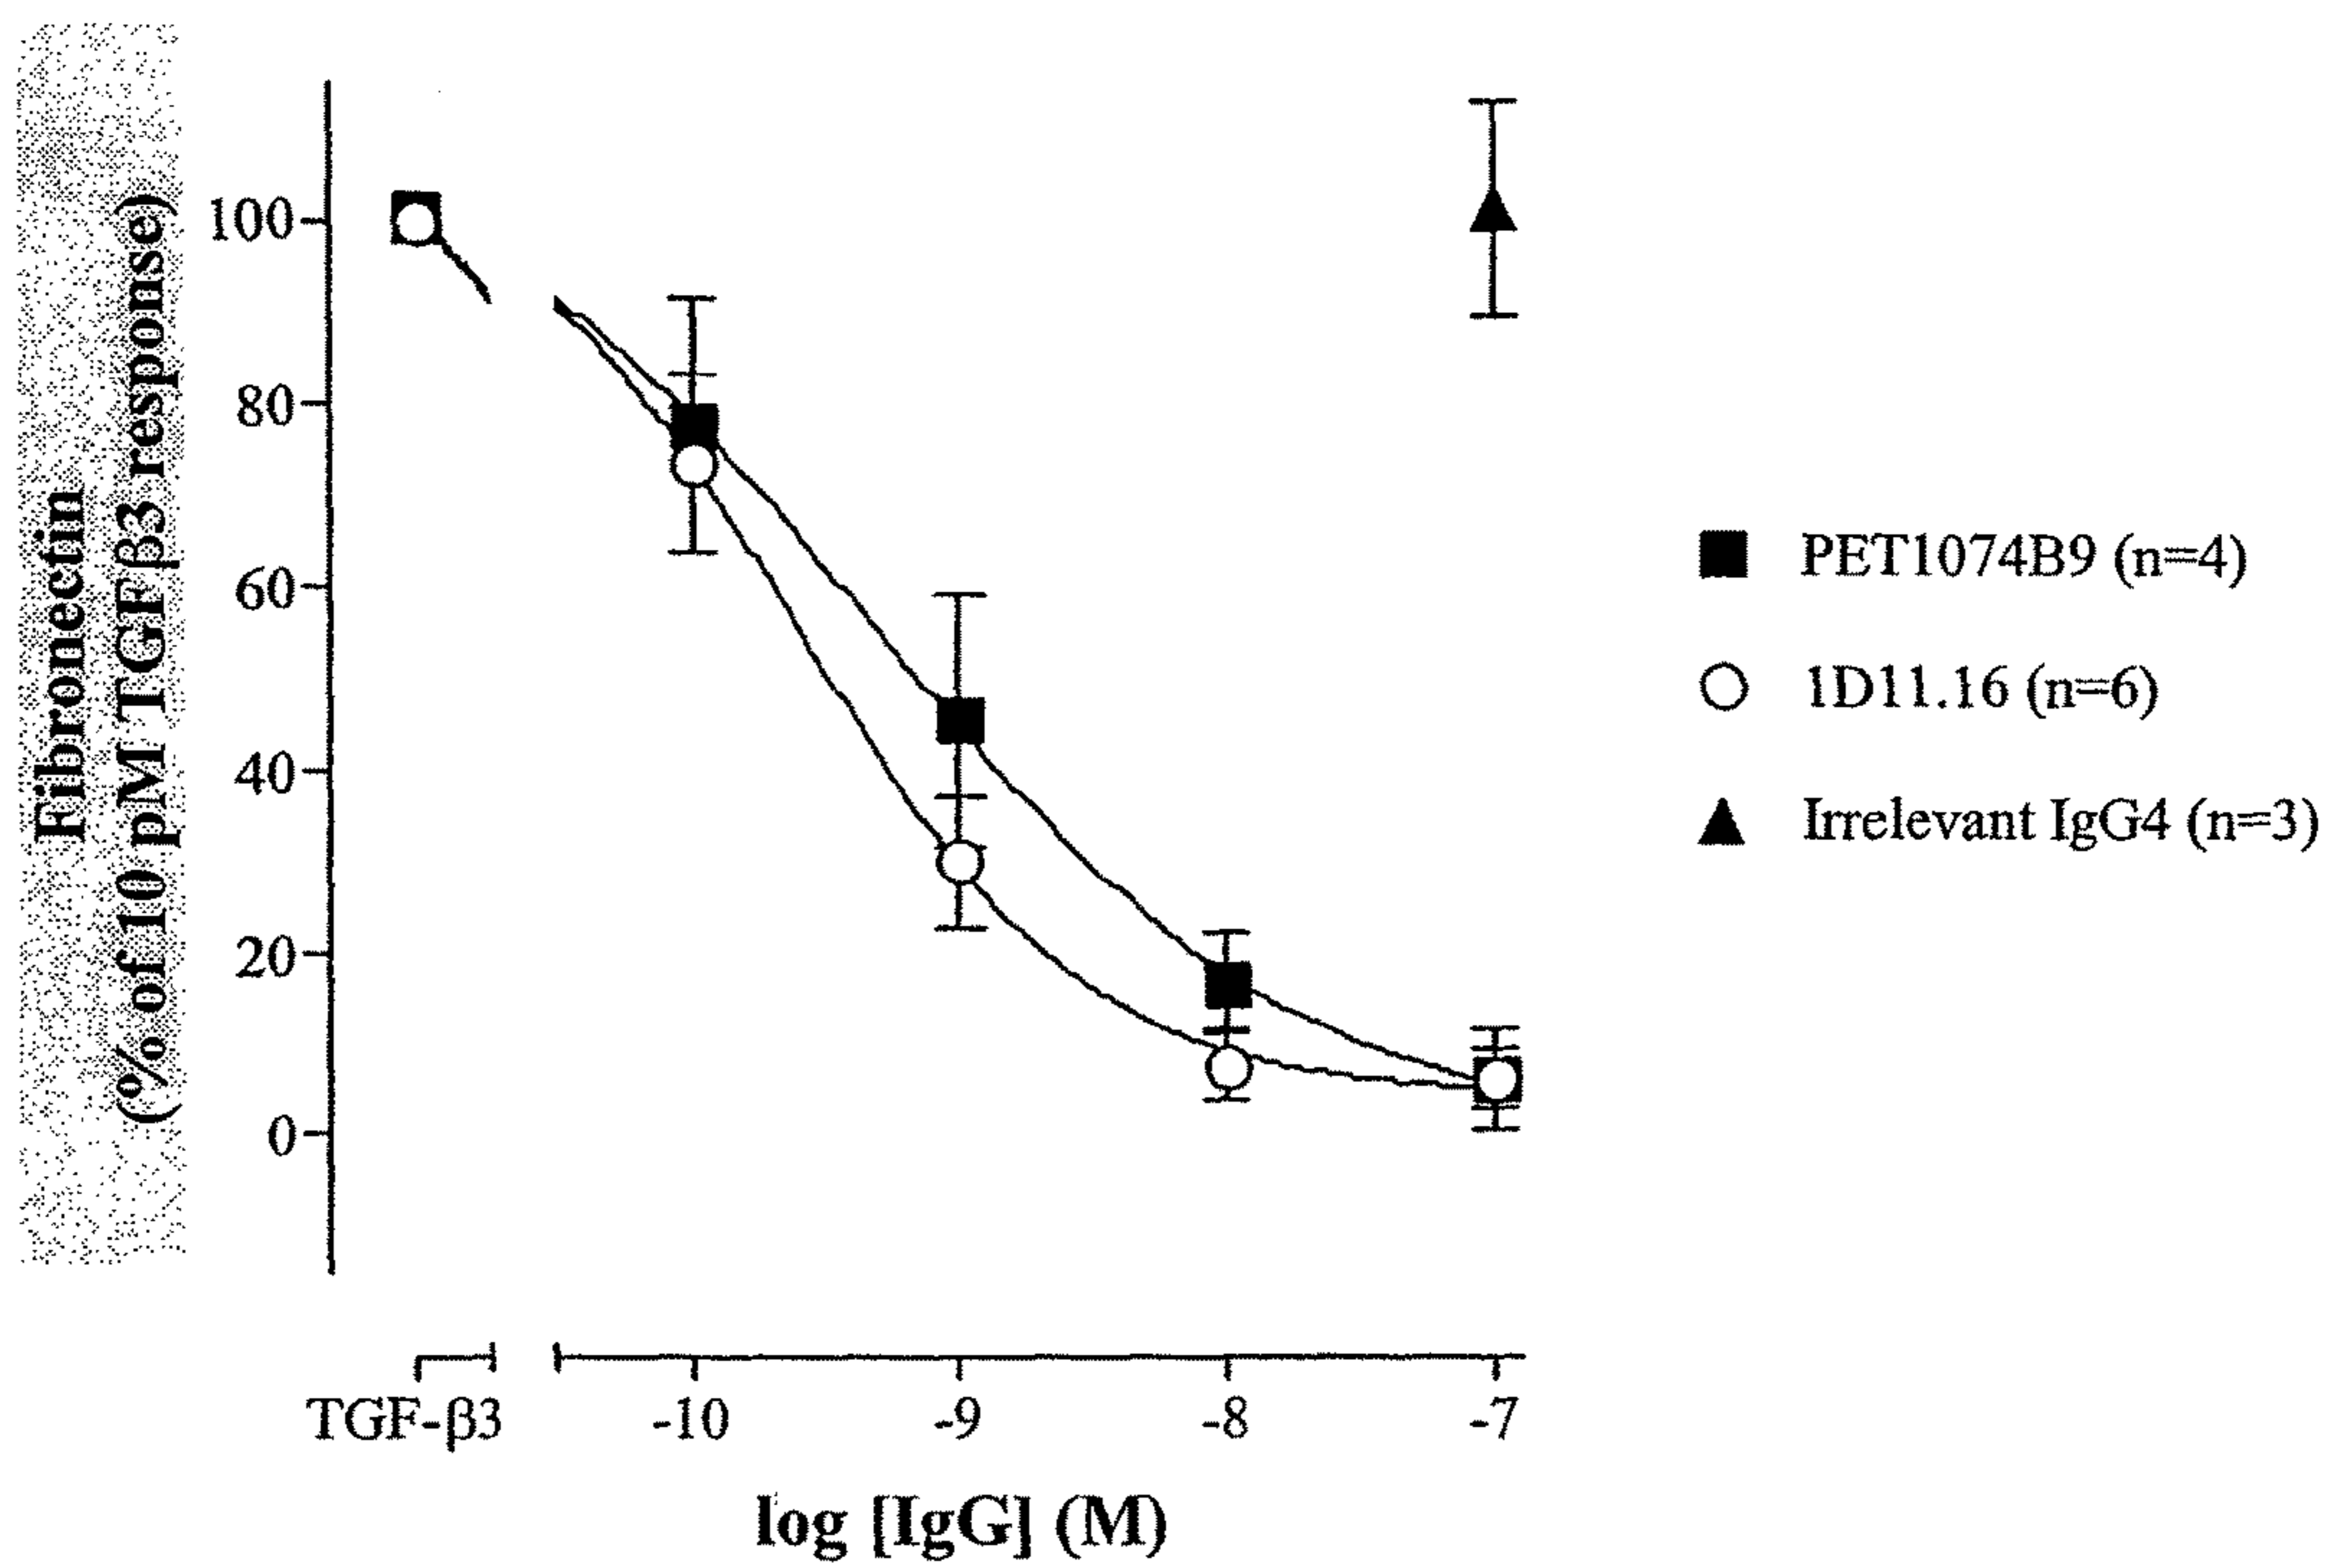 Fibronectin
(% of 10 pM TGFβ3 response)
100
80
60
40
20
0
TGF-β3
-10
-9
-8
-7
log [IgG] (M)
PET1074B9 (n=4)
1D11.16 (n=6)
Irrelevant IgG4 (n=3)